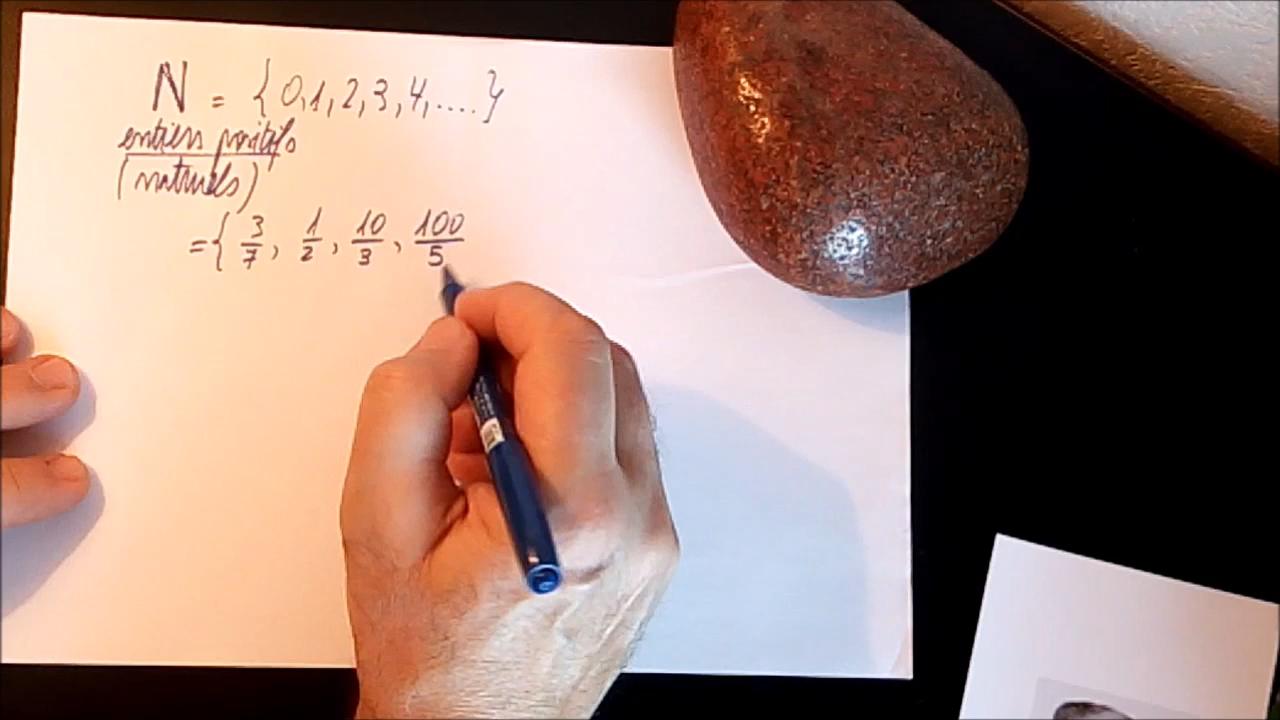 N = { 0, 1, 2, 3, 4, ..... }
entiers positifs
(naturels)
= { 3/7, 1/2, 10/3, 100/5